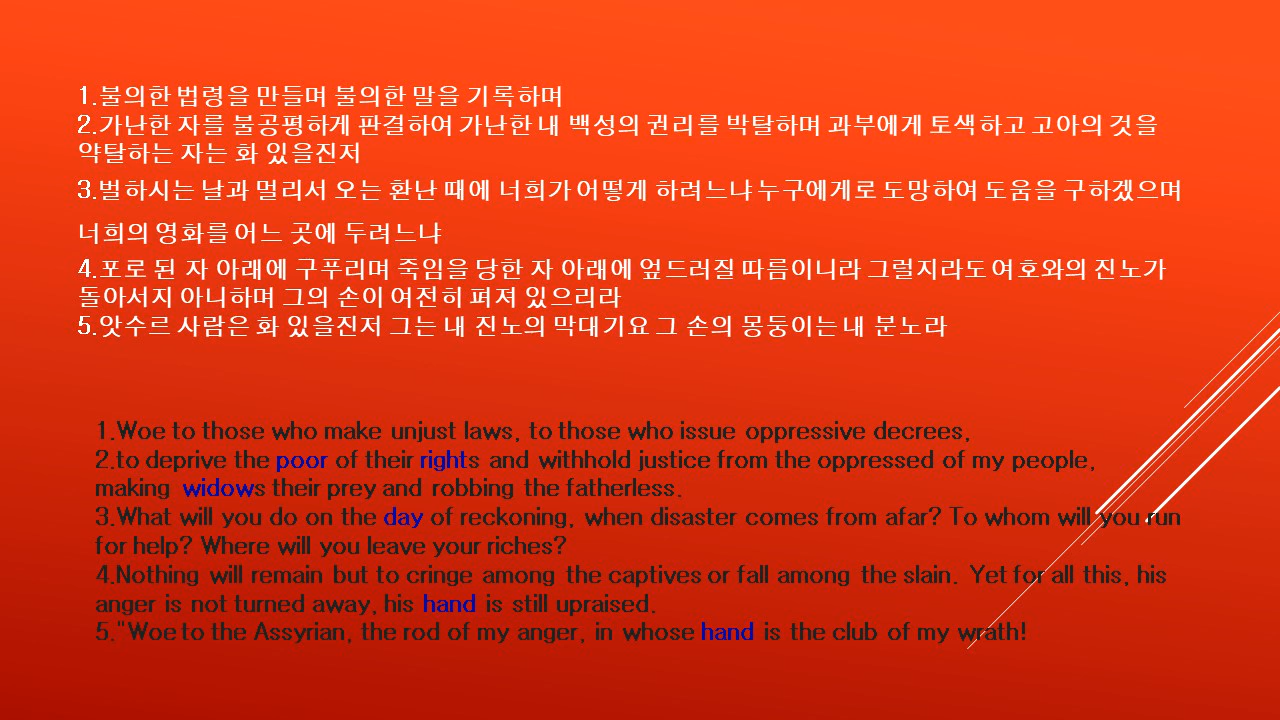 1.불의한 법령을 만들며 불의한 말을 기록하며
2.가난한 자를 불공평하게 판결하여 가난한 내 백성의 권리를 박탈하며 과부에게 토색하고 고아의 것을
약탈하는 자는 화 있을진저
3.벌하시는 날과 멀리서 오는 환난 때에 너희가 어떻게 하려느냐 누구에게로 도망하여 도움을 구하겠으며
너희의 영화를 어느 곳에 두려느냐
4.포로 된 자 아래에 구푸리며 죽임을 당한 자 아래에 엎드러질 따름이니라 그럴지라도 여호와의 진노가
돌아서지 아니하며 그의 손이 여전히 펴져 있으리라
5.앗수르 사람은 화 있을진저 그는 내 진노의 막대기요 그 손의 몽둥이는 내 분노라
1.Woe to those who make unjust laws, to those who issue oppressive decrees,
2.to deprive the poor of their rights and withhold justice from the oppressed of my people,
making widows their prey and robbing the fatherless.
3.What will you do on the day of reckoning, when disaster comes from afar? To whom will you run
for help? Where will you leave your riches?
4.Nothing will remain but to cringe among the captives or fall among the slain. Yet for all this, his
anger is not turned away, his hand is still upraised.
5."Woe to the Assyrian, the rod of my anger, in whose hand is the club of my wrath!